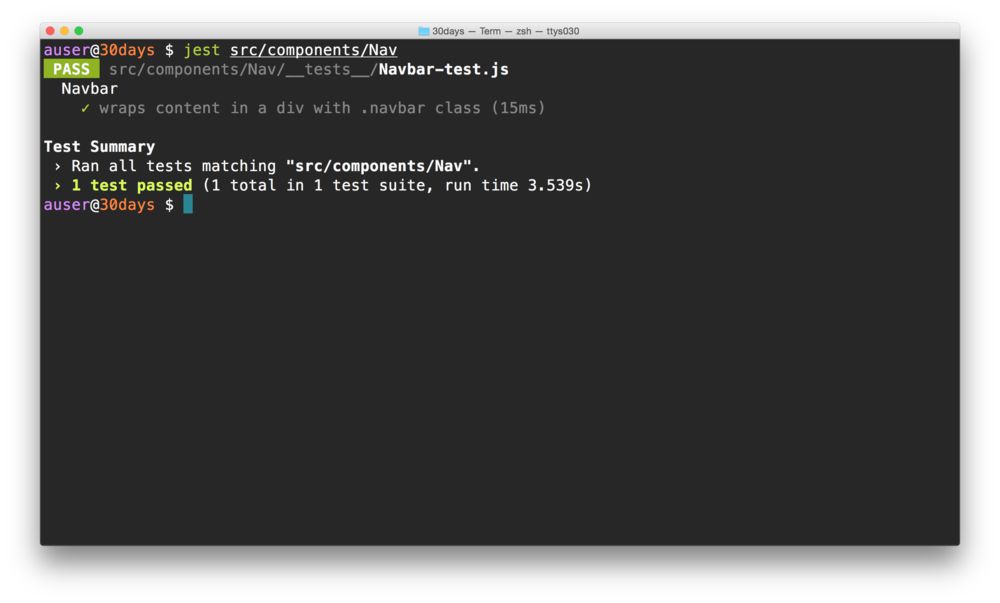 30days — Term — zsh — ttys030
auser@30days $ jest src/components/Nav
PASS src/components/Nav/__tests__/Navbar-test.js
Navbar
✓ wraps content in a div with .navbar class (15ms)
Test Summary
› Ran all tests matching "src/components/Nav".
› 1 test passed (1 total in 1 test suite, run time 3.539s)
auser@30days $